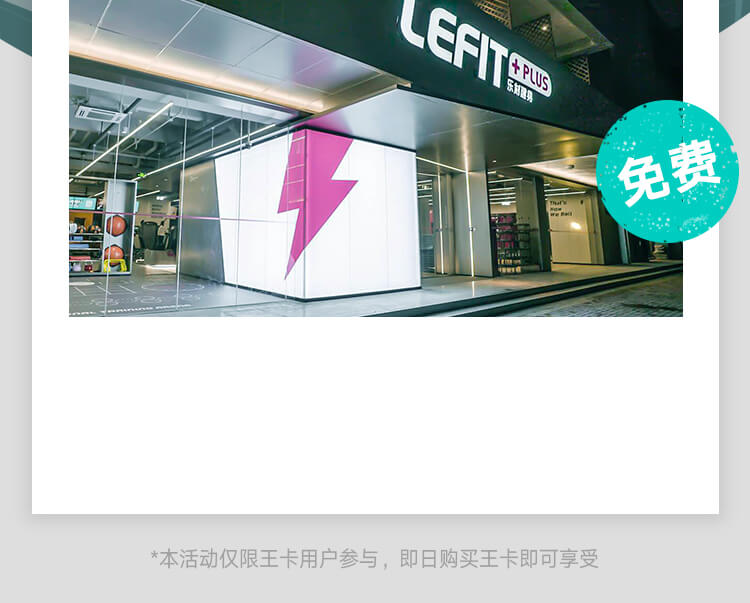 LEFIT
+PLUS
乐刻健身
免费
That's
How
We Roll
*本活动仅限王卡用户参与，即日购买王卡即可享受